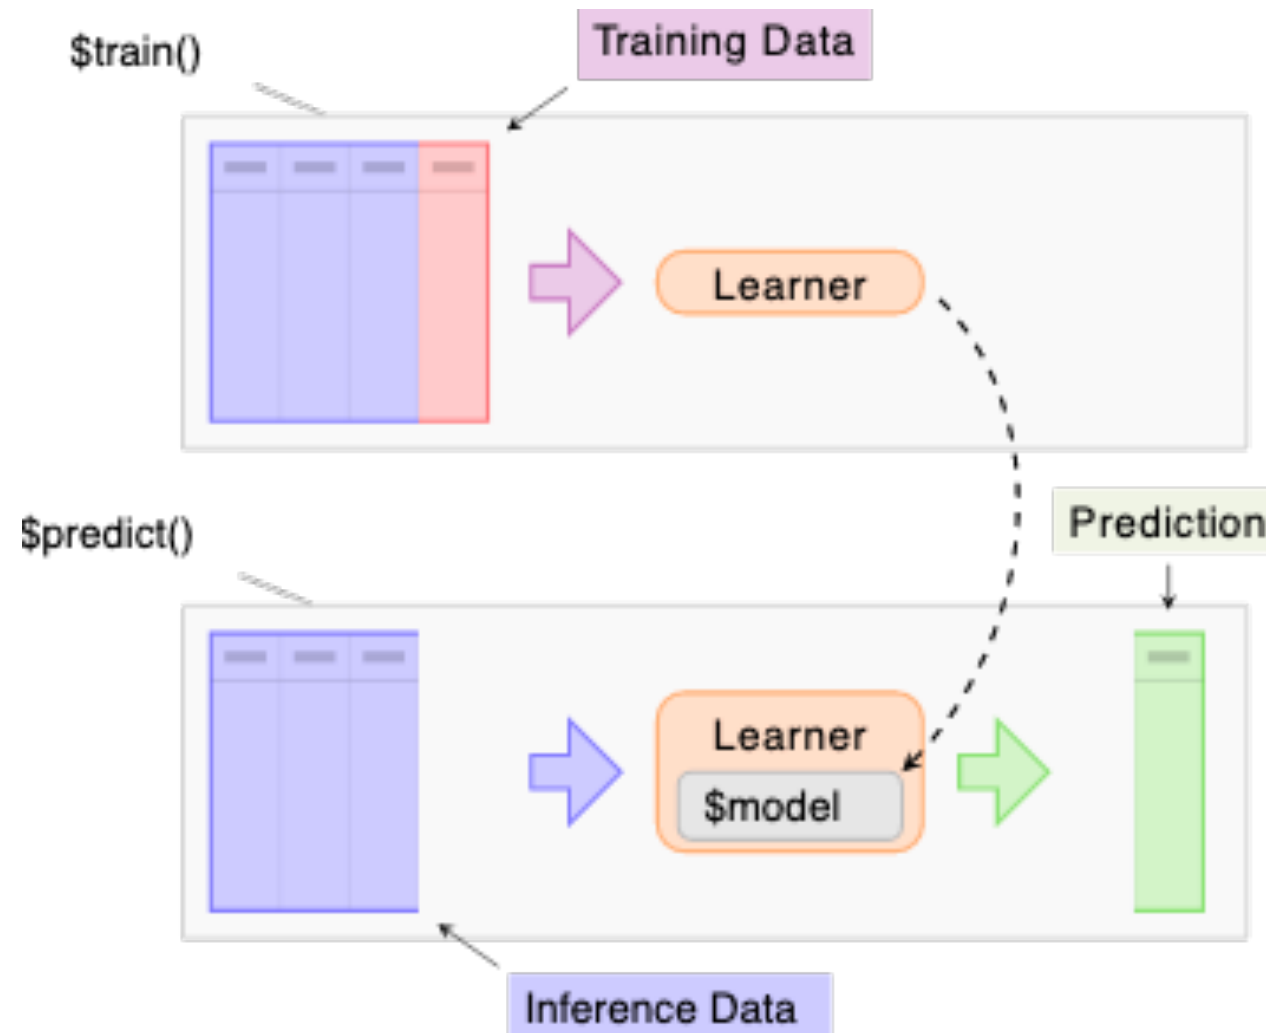 $train()
Training Data
Learner
$predict()
Prediction
Learner
$model
Inference Data